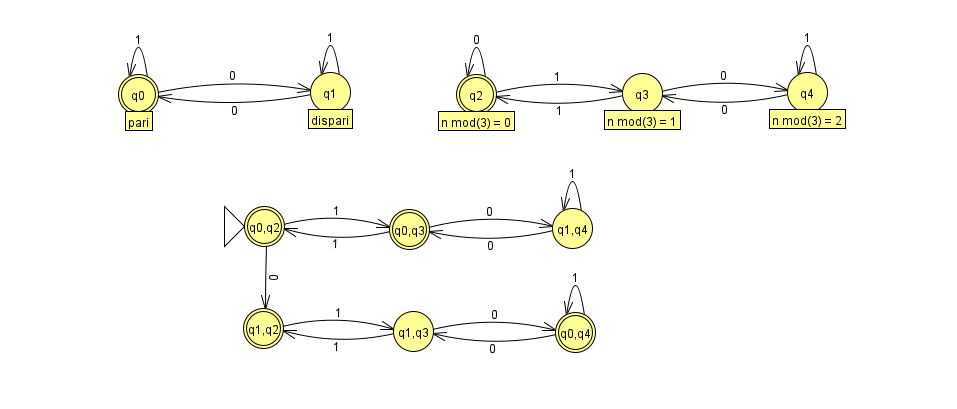 1 1 0 1
0 1 0
q0 q1 q2 q3 q4
0 1 0
pari dispari n mod(3) = 0 n mod(3) = 1 n mod(3) = 2
1
1 0
q0,q2 q0,q3 q1,q4
1 0
0 1
1 0
q1,q2 q1,q3 q0,q4
1 0